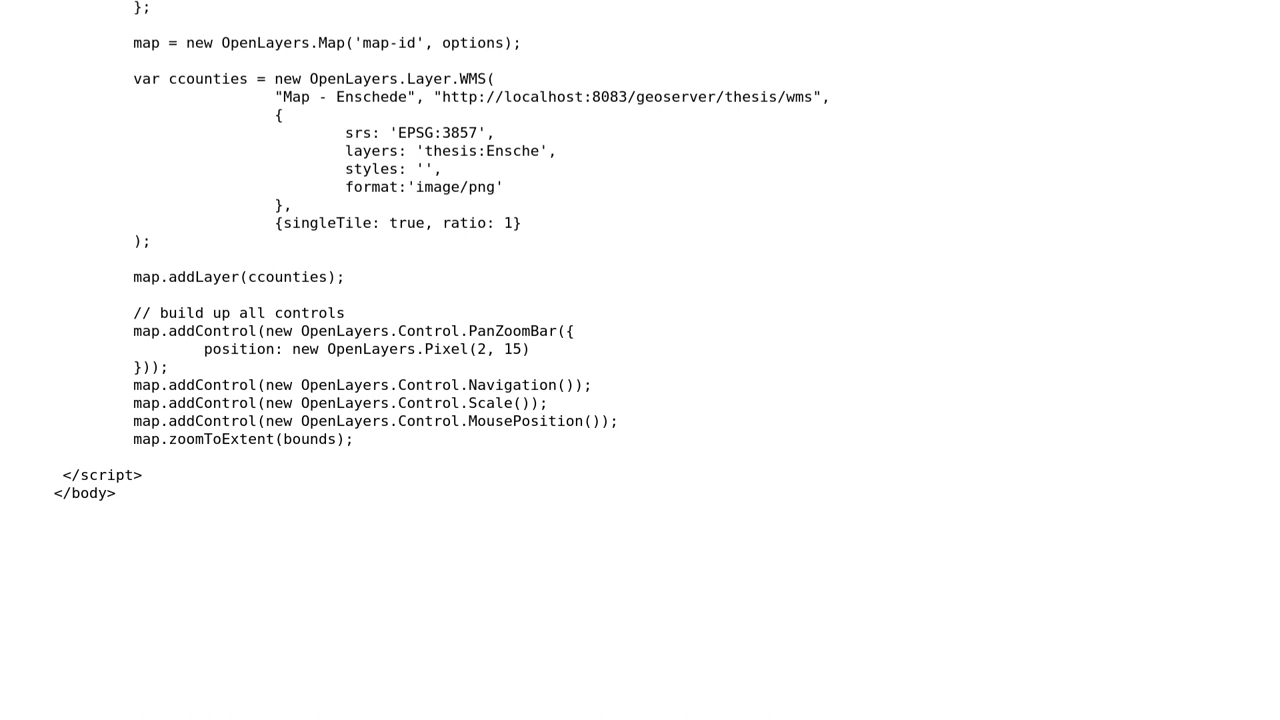 };
map = new OpenLayers.Map('map-id', options);
var ccounties = new OpenLayers.Layer.WMS(
"Map - Enschede", "http://localhost:8083/geoserver/thesis/wms",
{
srs: 'EPSG:3857',
layers: 'thesis:Ensche',
styles: '',
format:'image/png'
},
{singleTile: true, ratio: 1}
);
map.addLayer(ccounties);
// build up all controls
map.addControl(new OpenLayers.Control.PanZoomBar({
position: new OpenLayers.Pixel(2, 15)
}));
map.addControl(new OpenLayers.Control.Navigation());
map.addControl(new OpenLayers.Control.Scale());
map.addControl(new OpenLayers.Control.MousePosition());
map.zoomToExtent(bounds);
</script>
</body>